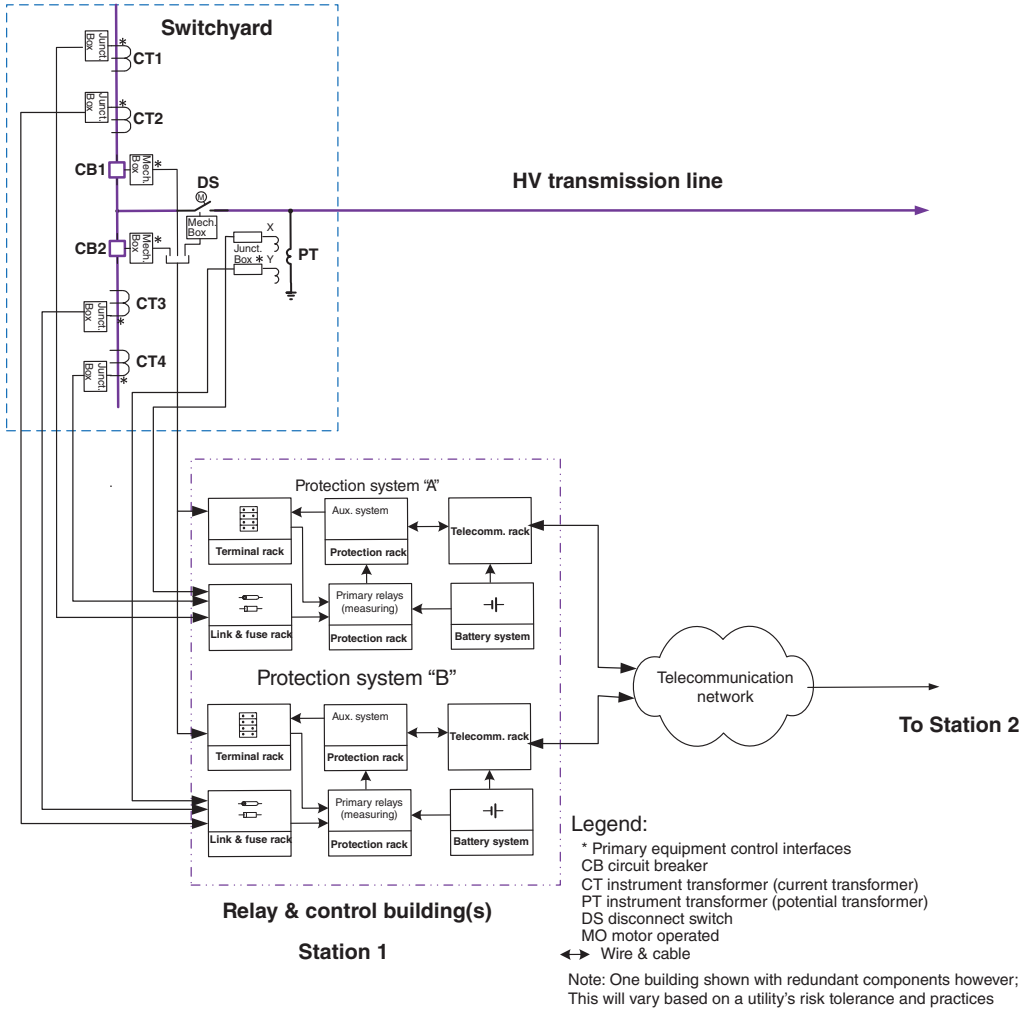 Switchyard
Junct.
Box
*
CT1
Junct.
Box
*
CT2
CB1
Mech.
Box
*
DS
M
HV transmission line
Mech.
Box
CB2
Mech.
Box
*
X
Junct.
Box * Y
PT
Junct.
Box
*
CT3
Junct.
Box
*
CT4
Protection system “A”
Terminal rack
Aux. system
Protection rack
Telecomm. rack
Link & fuse rack
Primary relays
(measuring)
Protection rack
Battery system
Protection system “B”
Terminal rack
Aux. system
Protection rack
Telecomm. rack
Link & fuse rack
Primary relays
(measuring)
Protection rack
Battery system
Telecommunication
network
To Station 2
Relay & control building(s)
Station 1
Legend:
* Primary equipment control interfaces
CB circuit breaker
CT instrument transformer (current transformer)
PT instrument transformer (potential transformer)
DS disconnect switch
MO motor operated
Wire & cable
Note: One building shown with redundant components however;
This will vary based on a utility’s risk tolerance and practices